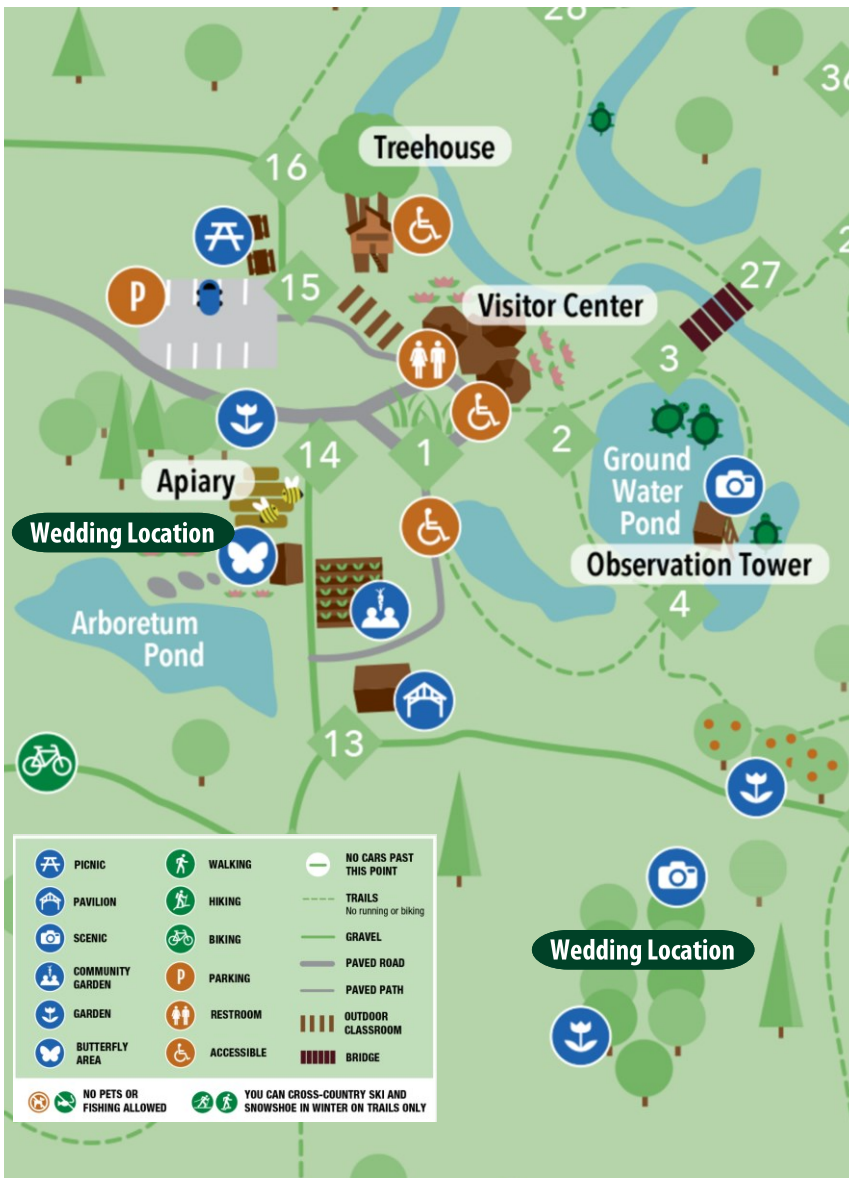 28
36
Treehouse
16
2
27
P
15
Visitor Center
3
14
1
2
Ground
Water
Pond
Apiary
Wedding Location
Observation Tower
4
Arboretum
Pond
13
Wedding Location
PICNIC
PAVILION
SCENIC
COMMUNITY
GARDEN
GARDEN
BUTTERFLY
AREA
WALKING
HIKING
BIKING
P
PARKING
RESTROOM
ACCESSIBLE
NO CARS PAST
THIS POINT
TRAILS
No running or biking
GRAVEL
PAVED ROAD
PAVED PATH
OUTDOOR
CLASSROOM
BRIDGE
NO PETS OR
FISHING ALLOWED
YOU CAN CROSS-COUNTRY SKI AND
SNOWSHOE IN WINTER ON TRAILS ONLY